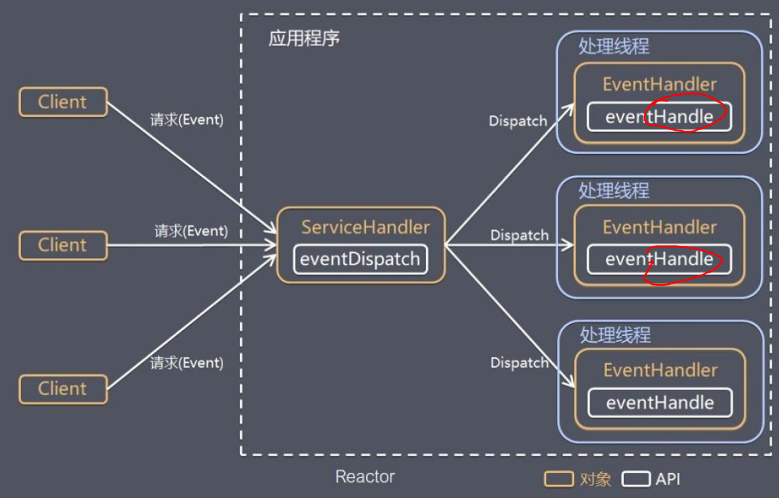 应用程序
处理线程
EventHandler
eventHandle
Client
请求(Event)
Dispatch
处理线程
EventHandler
eventHandle
Client
请求(Event)
ServiceHandler
eventDispatch
Dispatch
处理线程
EventHandler
eventHandle
Client
请求(Event)
Dispatch
Reactor
对象
API